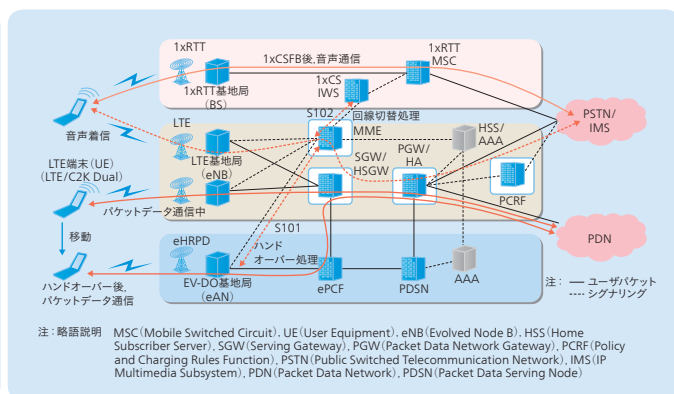 1xRTT
1xCSFB後，音声通信
1xRTT
MSC
1xCS
IWS
1xRTT基地局
（BS）
音声着信
S102
回線切替処理
PSTN/
IMS
LTE
MME
HSS/
AAA
LTE基地局
（eNB）
SGW/
HSGW
PGW/
HA
LTE端末（UE）
（LTE/C2K Dual）
PCRF
パケットデータ通信中
S101
PDN
移動
eHRPD
ハンド
オーバー処理
ハンドオーバー後，
パケットデータ通信
EV-DO基地局
（eAN）
ePCF
PDSN
AAA
注： ユーザパケット
シグナリング
注：略語説明 MSC（Mobile Switched Circuit），UE（User Equipment），eNB（Evolved Node B），HSS（Home
Subscriber Server），SGW（Serving Gateway），PGW（Packet Data Network Gateway），PCRF（Policy
and Charging Rules Function），PSTN（Public Switched Telecommunication Network），IMS（IP
Multimedia Subsystem），PDN（Packet Data Network），PDSN（Packet Data Serving Node）